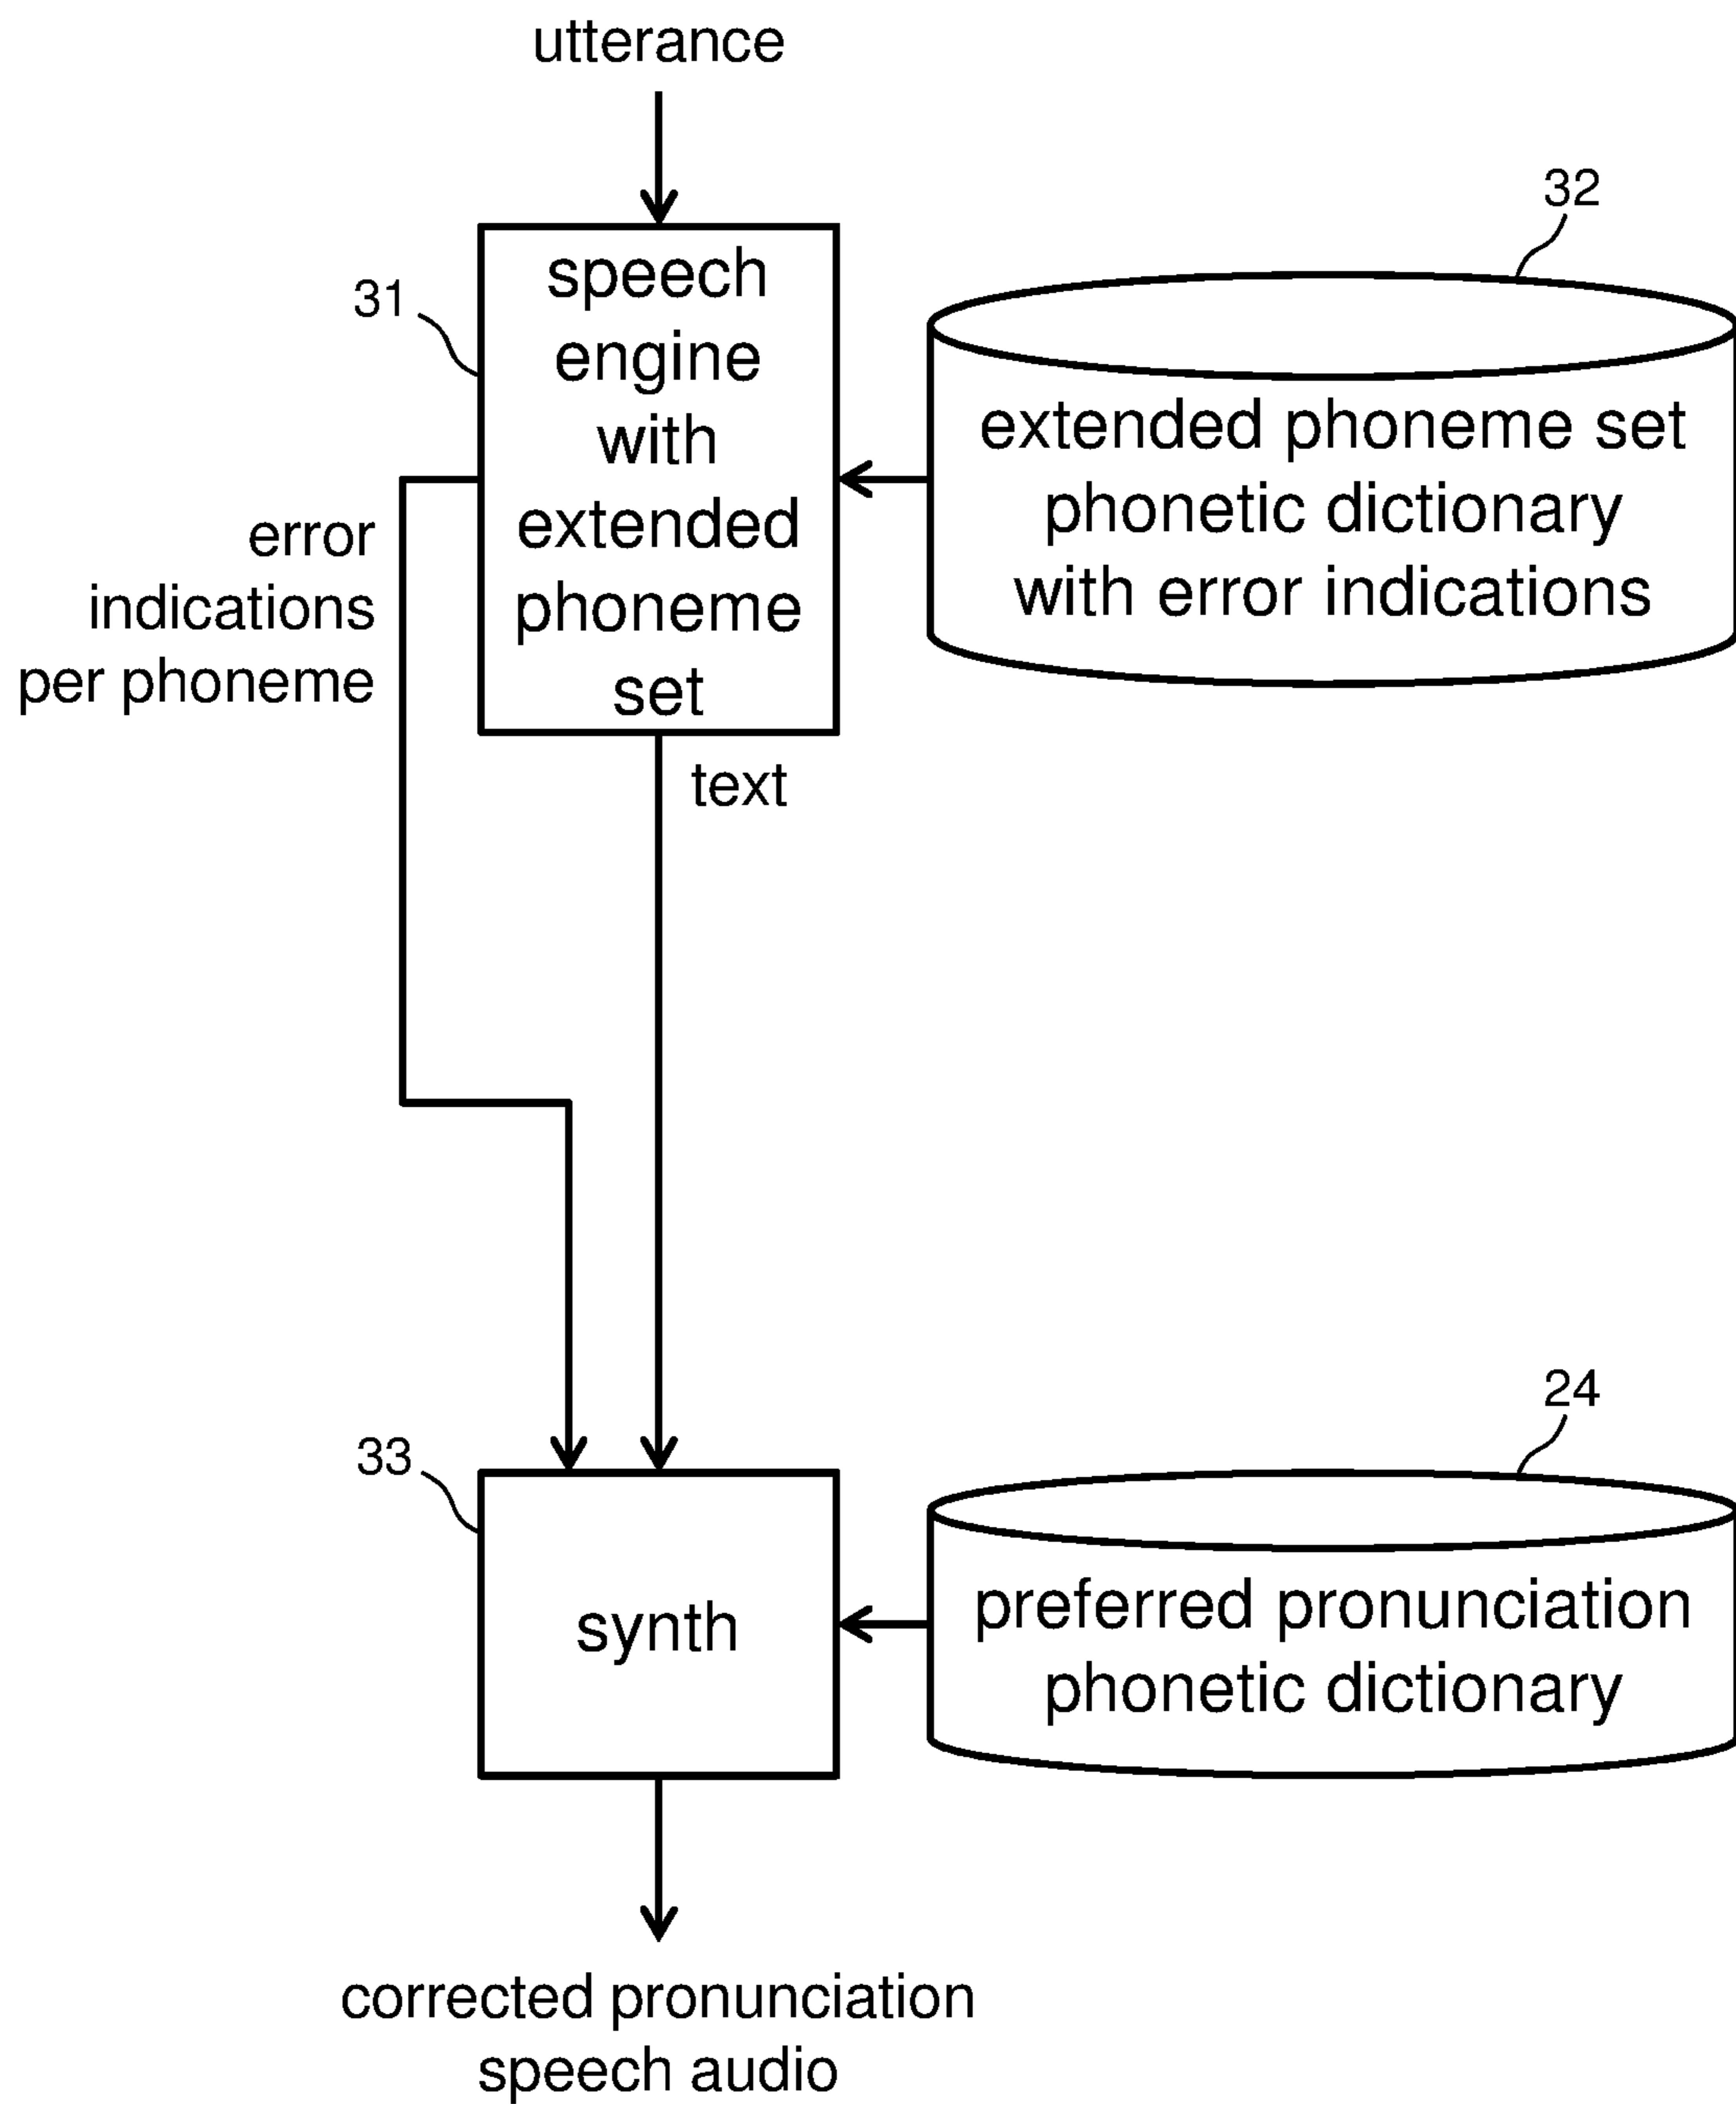 utterance
32
31
speech
engine
with
extended
phoneme
set
extended phoneme set
phonetic dictionary
with error indications
error
indications
per phoneme
text
24
33
synth
preferred pronunciation
phonetic dictionary
corrected pronunciation
speech audio